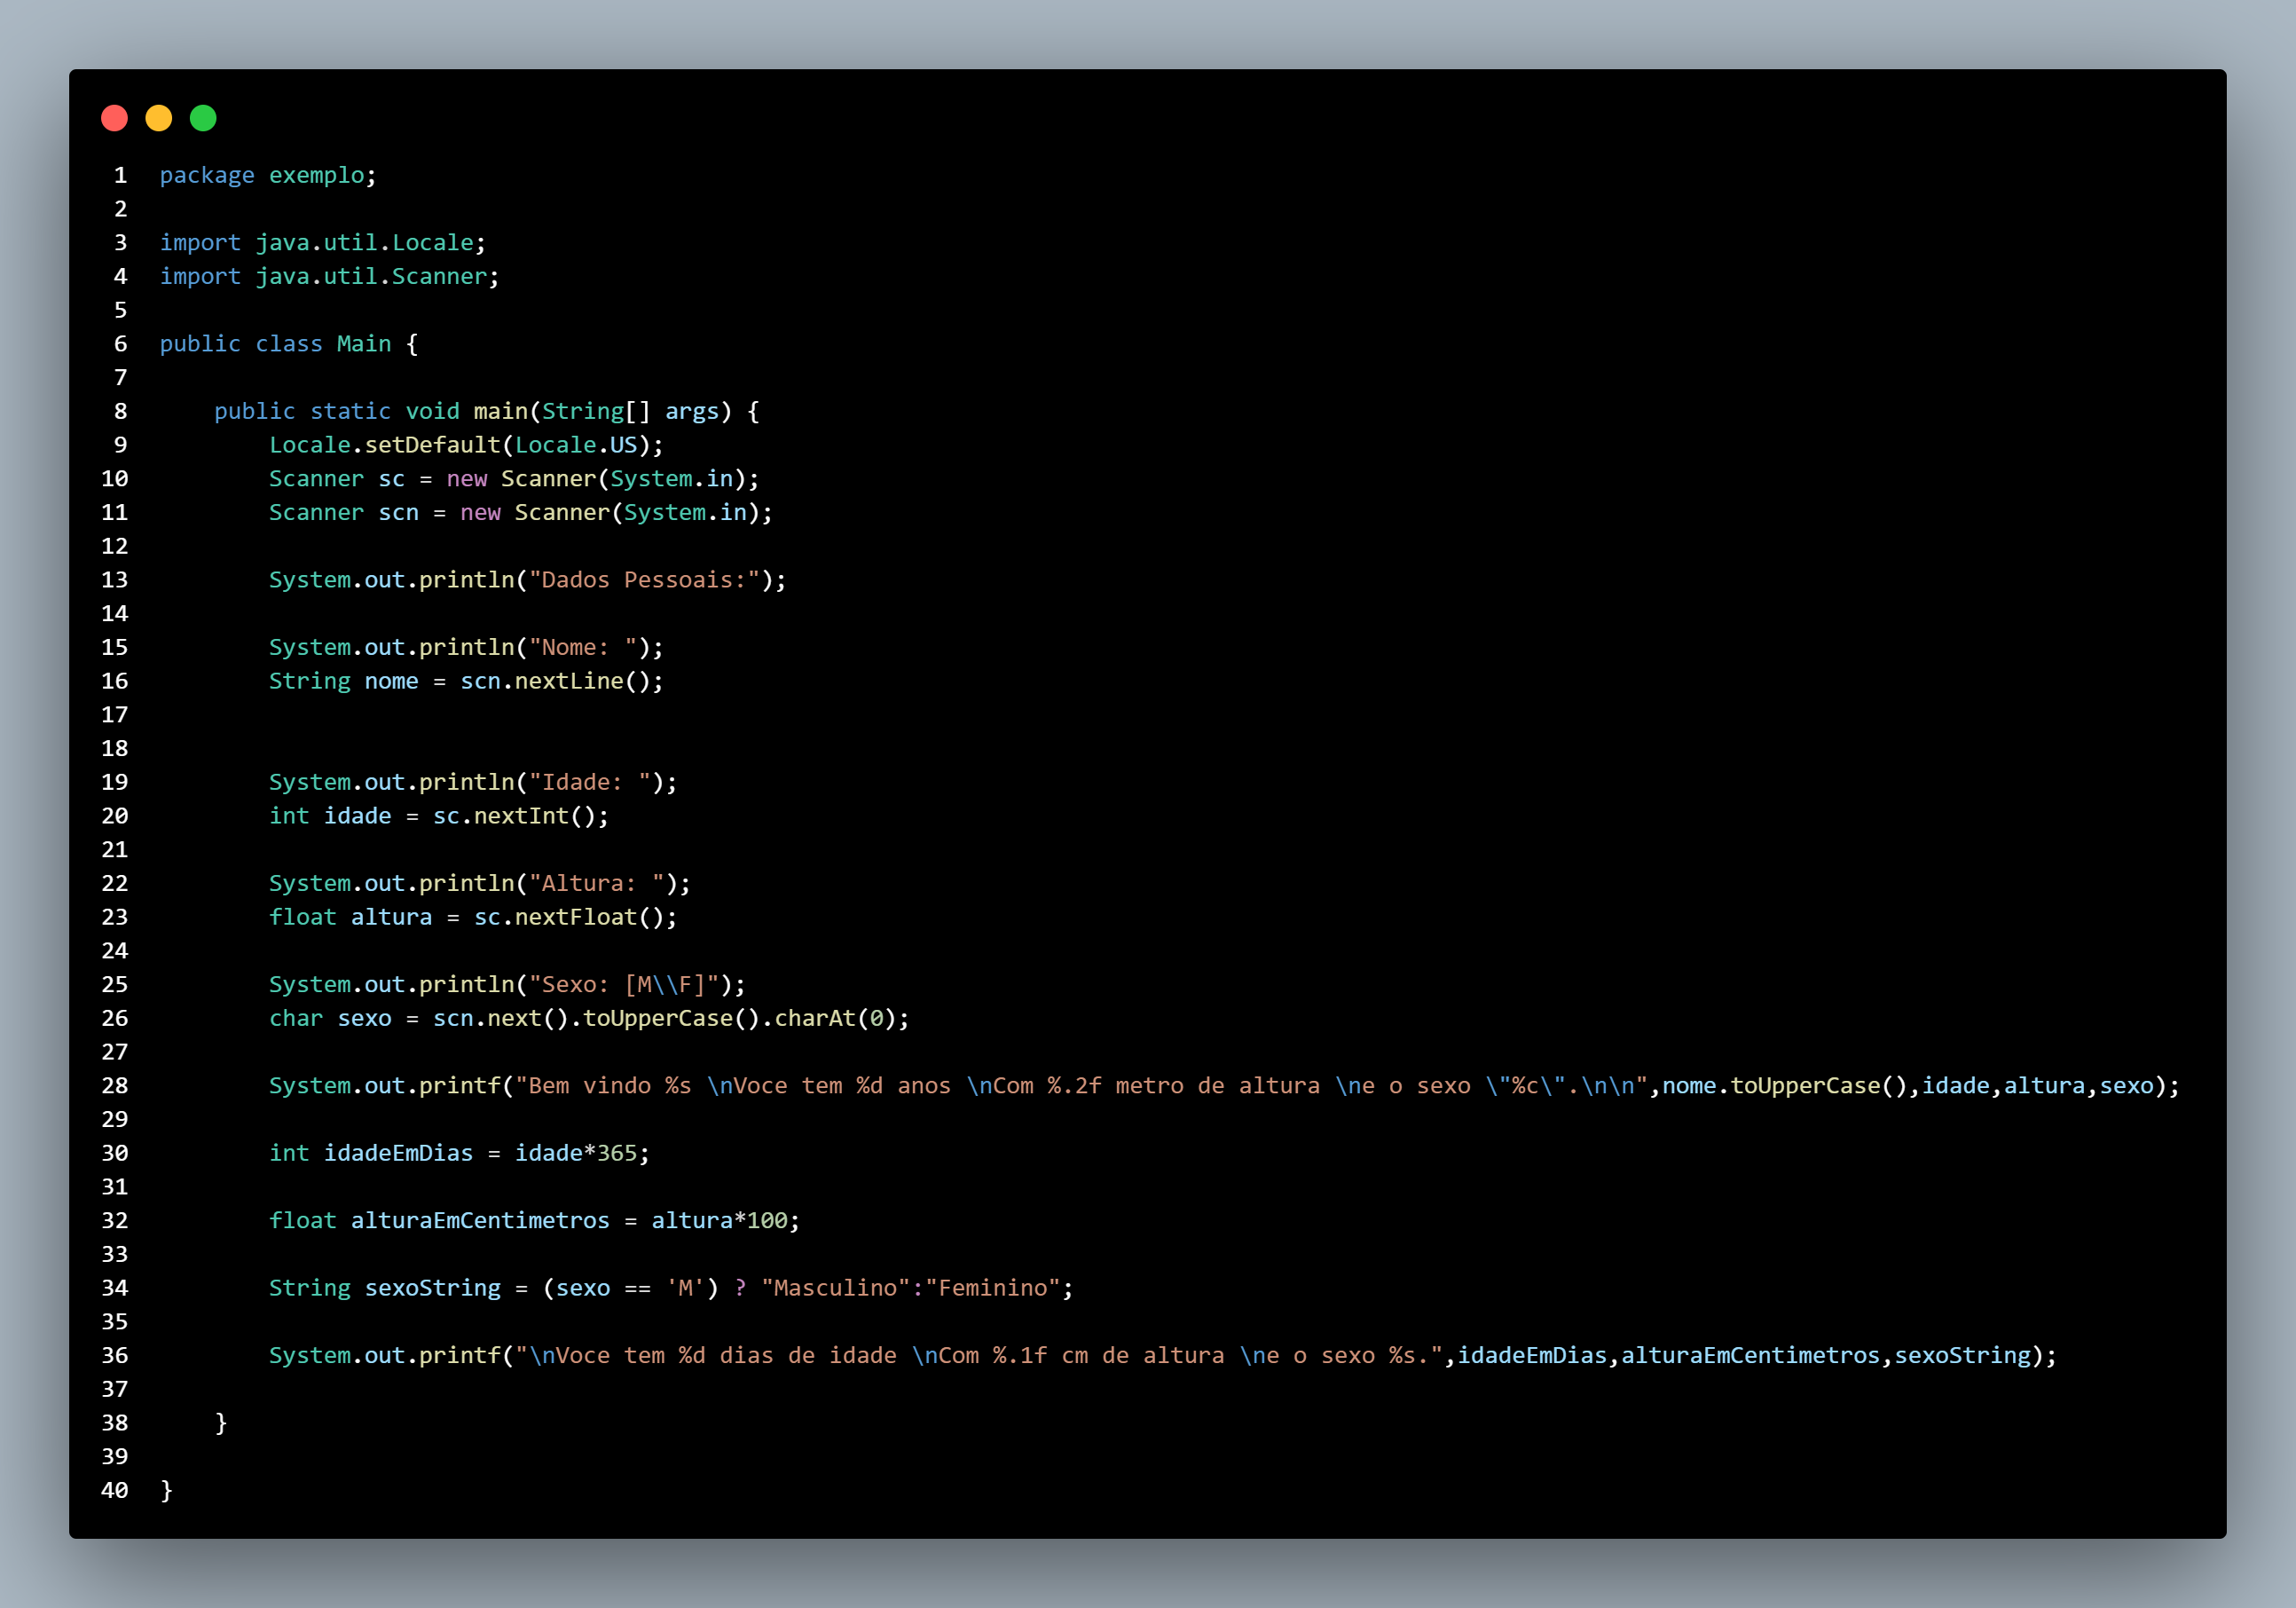 1 package exemplo;
2
3 import java.util.Locale;
4 import java.util.Scanner;
5
6 public class Main {
7
8     public static void main(String[] args) {
9         Locale.setDefault(Locale.US);
10         Scanner sc = new Scanner(System.in);
11         Scanner scn = new Scanner(System.in);
12
13         System.out.println("Dados Pessoais:");
14
15         System.out.println("Nome: ");
16         String nome = scn.nextLine();
17
18
19         System.out.println("Idade: ");
20         int idade = sc.nextInt();
21
22         System.out.println("Altura: ");
23         float altura = sc.nextFloat();
24
25         System.out.println("Sexo: [M\\F]");
26         char sexo = scn.next().toUpperCase().charAt(0);
27
28         System.out.printf("Bem vindo %s \nVoce tem %d anos \nCom %.2f metro de altura \ne o sexo \"%c\".\n\n",nome.toUpperCase(),idade,altura,sexo);
29
30         int idadeEmDias = idade*365;
31
32         float alturaEmCentimetros = altura*100;
33
34         String sexoString = (sexo == 'M') ? "Masculino":"Feminino";
35
36         System.out.printf("\nVoce tem %d dias de idade \nCom %.1f cm de altura \ne o sexo %s.",idadeEmDias,alturaEmCentimetros,sexoString);
37
38     }
39
40 }